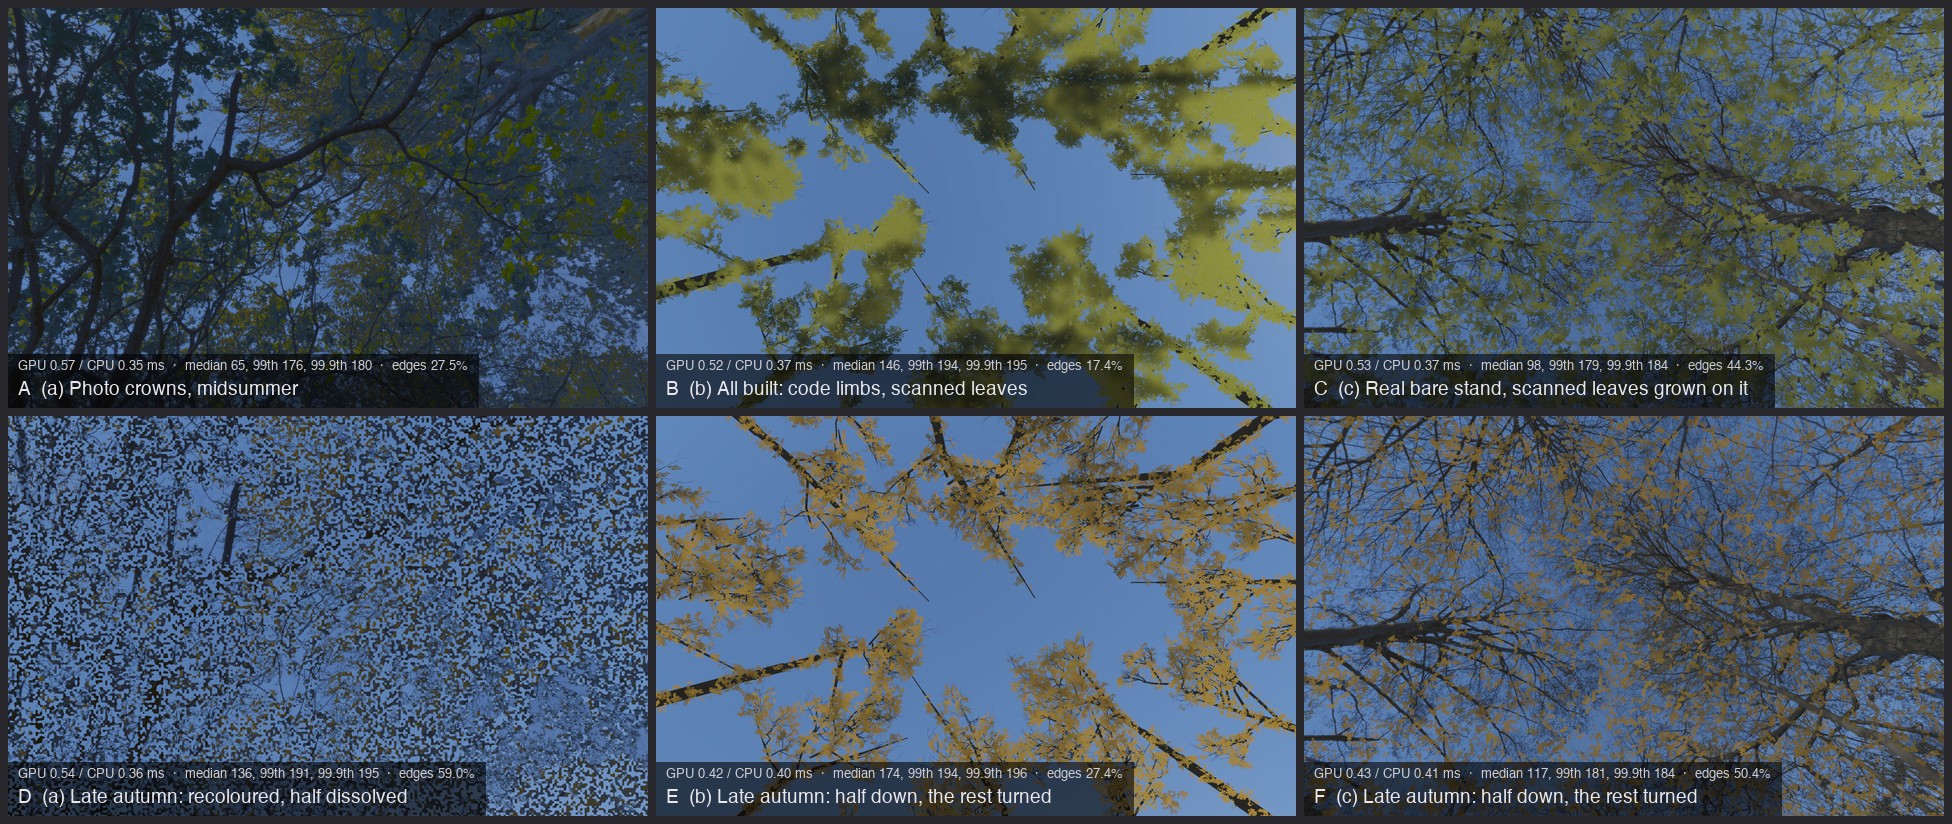 GPU 0.57 / CPU 0.35 ms · median 65, 99th 176, 99.9th 180 · edges 27.5%
A (a) Photo crowns, midsummer
GPU 0.52 / CPU 0.37 ms · median 146, 99th 194, 99.9th 195 · edges 17.4%
B (b) All built: code limbs, scanned leaves
GPU 0.53 / CPU 0.37 ms · median 98, 99th 179, 99.9th 184 · edges 44.3%
C (c) Real bare stand, scanned leaves grown on it
GPU 0.54 / CPU 0.36 ms · median 136, 99th 191, 99.9th 195 · edges 59.0%
D (a) Late autumn: recoloured, half dissolved
GPU 0.42 / CPU 0.40 ms · median 174, 99th 194, 99.9th 196 · edges 27.4%
E (b) Late autumn: half down, the rest turned
GPU 0.43 / CPU 0.41 ms · median 117, 99th 181, 99.9th 184 · edges 50.4%
F (c) Late autumn: half down, the rest turned